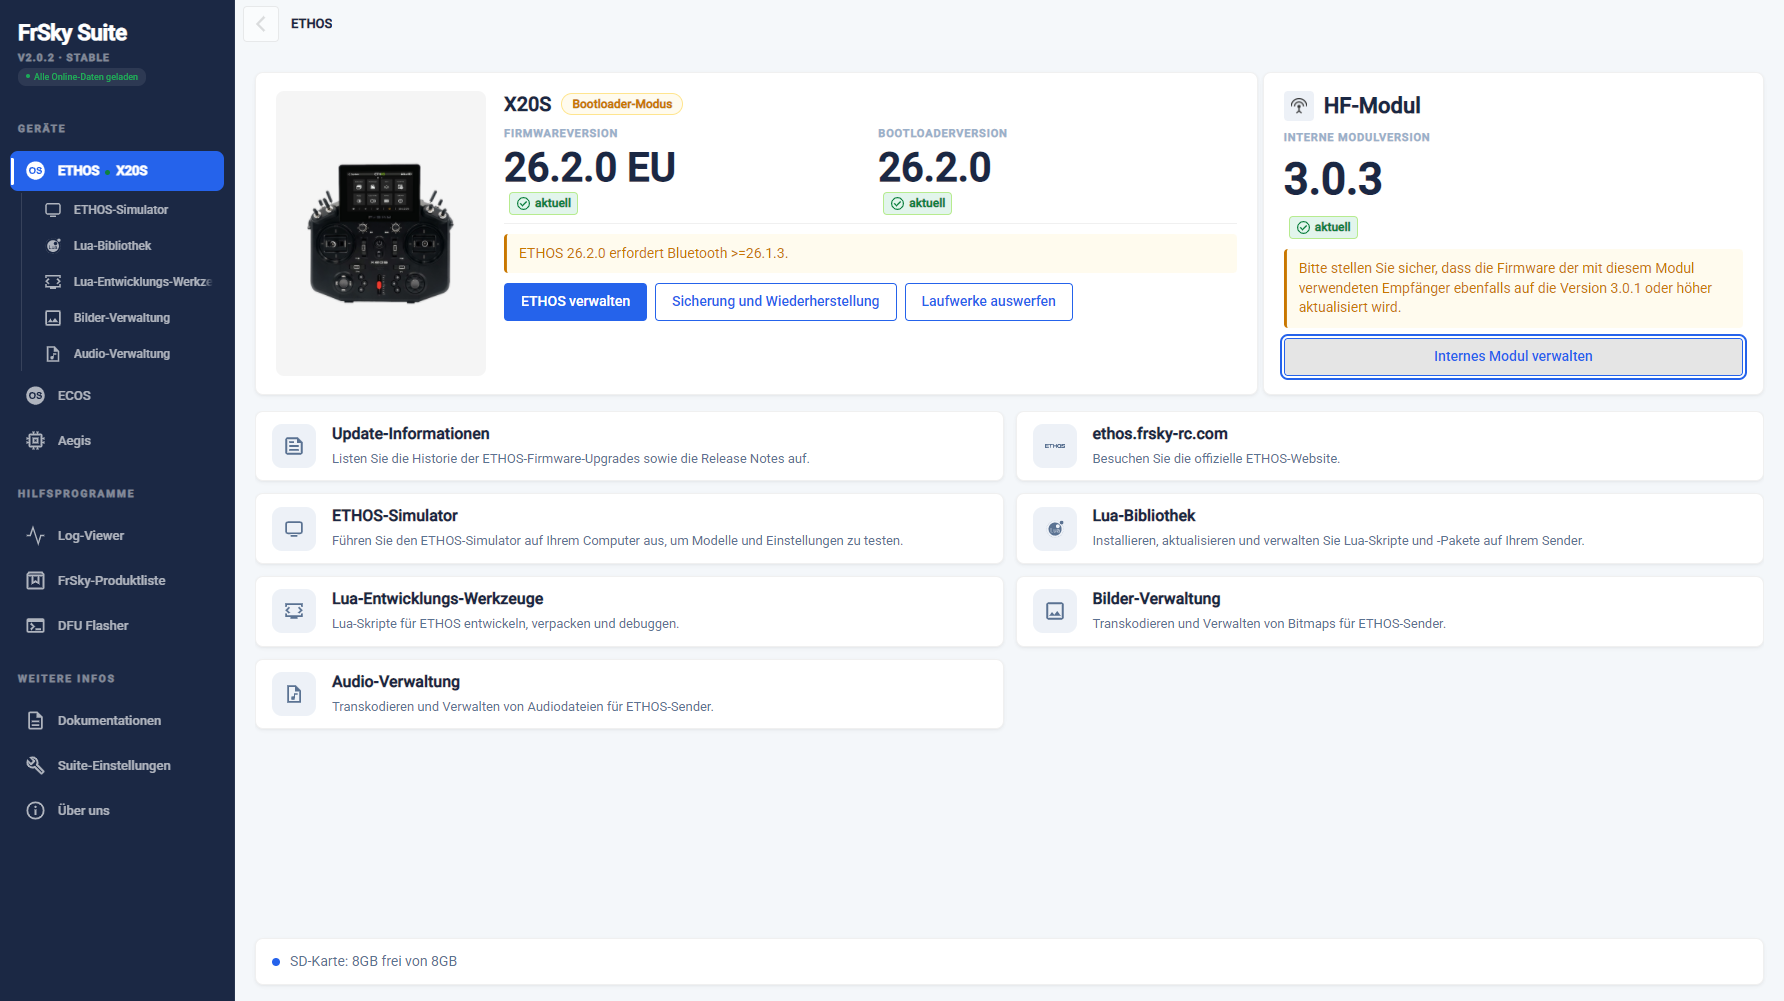 FrSky Suite
V2.0.2 · STABLE
Alle Online-Daten geladen
GERÄTE
ETHOS X20S
ETHOS-Simulator
Lua-Bibliothek
Lua-Entwicklungs-Werkze
Bilder-Verwaltung
Audio-Verwaltung
ECOS
Aegis
HILFSPROGRAMME
Log-Viewer
FrSky-Produktliste
DFU Flasher
WEITERE INFOS
Dokumentationen
Suite-Einstellungen
Über uns
ETHOS
X20S Bootloader-Modus
FIRMWAREVERSION
26.2.0 EU
aktuell
BOOTLOADERVERSION
26.2.0
aktuell
ETHOS 26.2.0 erfordert Bluetooth >=26.1.3.
ETHOS verwalten
Sicherung und Wiederherstellung
Laufwerke auswerfen
HF-Modul
INTERNE MODULVERSION
3.0.3
aktuell
Bitte stellen Sie sicher, dass die Firmware der mit diesem Modul
verwendeten Empfänger ebenfalls auf die Version 3.0.1 oder höher
aktualisiert wird.
Internes Modul verwalten
Update-Informationen
Listen Sie die Historie der ETHOS-Firmware-Upgrades sowie die Release Notes auf.
ETHOS
ethos.frsky-rc.com
Besuchen Sie die offizielle ETHOS-Website.
ETHOS-Simulator
Führen Sie den ETHOS-Simulator auf Ihrem Computer aus, um Modelle und Einstellungen zu testen.
Lua-Bibliothek
Installieren, aktualisieren und verwalten Sie Lua-Skripte und -Pakete auf Ihrem Sender.
Lua-Entwicklungs-Werkzeuge
Lua-Skripte für ETHOS entwickeln, verpacken und debuggen.
Bilder-Verwaltung
Transkodieren und Verwalten von Bitmaps für ETHOS-Sender.
Audio-Verwaltung
Transkodieren und Verwalten von Audiodateien für ETHOS-Sender.
SD-Karte: 8GB frei von 8GB